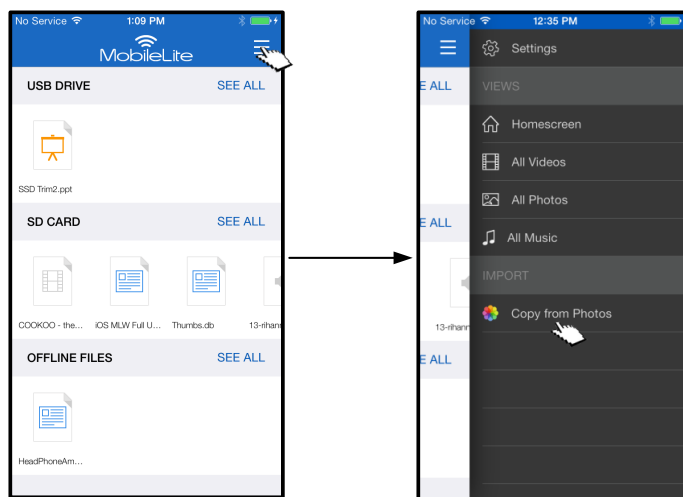 No Service 1:09 PM
MobileLite
USB DRIVE SEE ALL
SSD Trim2.ppt
SD CARD SEE ALL
COOKOO - the... iOS MLW Full U... Thumbs.db 13-rihann
OFFLINE FILES SEE ALL
HeadPhoneAm...
No Service 12:35 PM
Settings
E ALL VIEWS
Homescreen
All Videos
All Photos
E ALL
All Music
IMPORT
Copy from Photos
13-rihann
E ALL